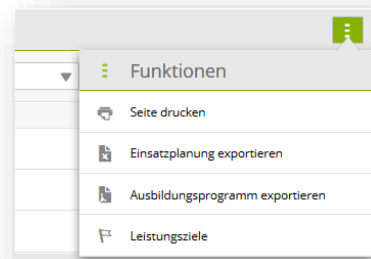 Funktionen
Seite drucken
Einsatzplanung exportieren
Ausbildungsprogramm exportieren
Leistungsziele